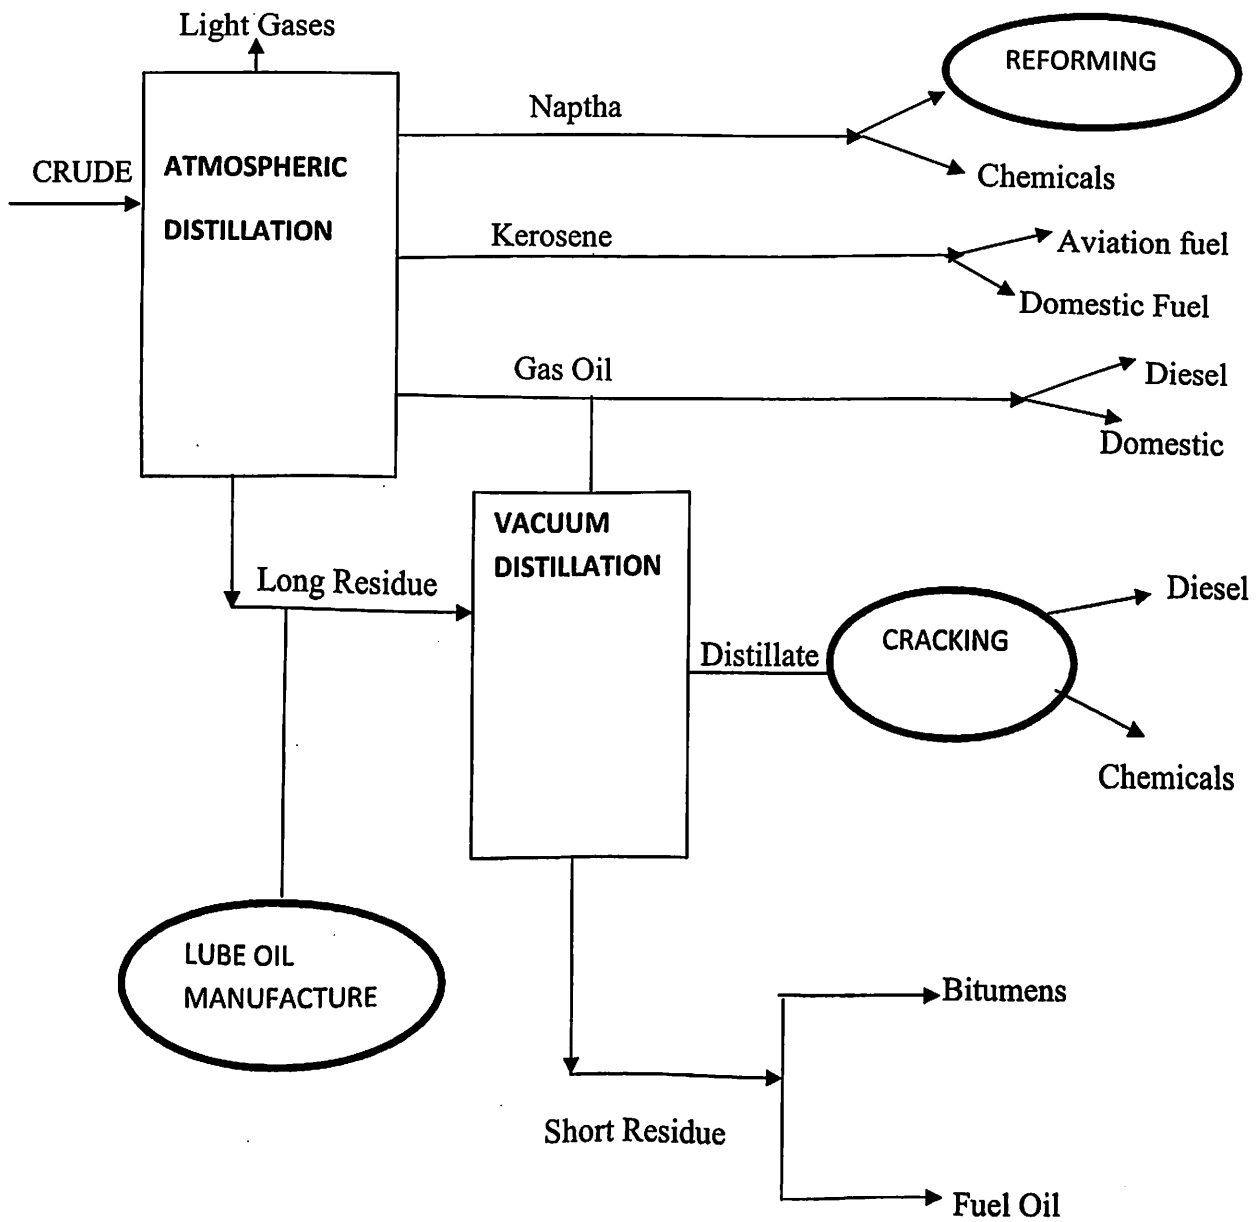 Light Gases
REFORMING
Naptha
CRUDE
ATMOSPHERIC
DISTILLATION
Chemicals
Kerosene
Aviation fuel
Domestic Fuel
Gas Oil
Diesel
Domestic
VACUUM
DISTILLATION
Long Residue
Diesel
CRACKING
Distillate
Chemicals
LUBE OIL
MANUFACTURE
Bitumens
Short Residue
Fuel Oil